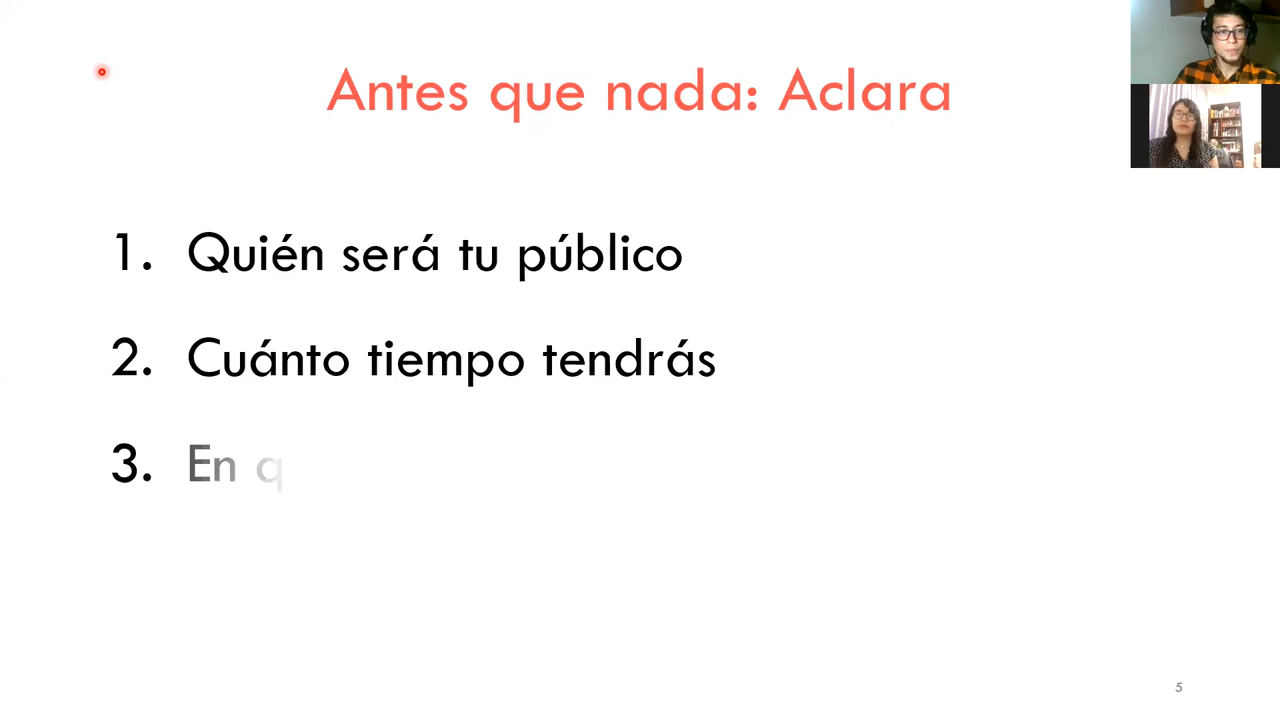 Antes que nada: Aclara
1. Quién será tu público
2. Cuánto tiempo tendrás
3. En q
5